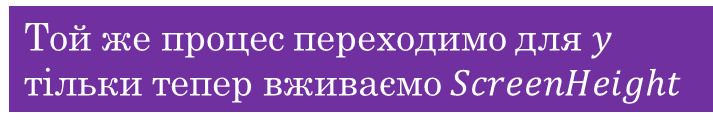 Той же процес переходимо для y
тільки тепер вживаємо ScreenHeight